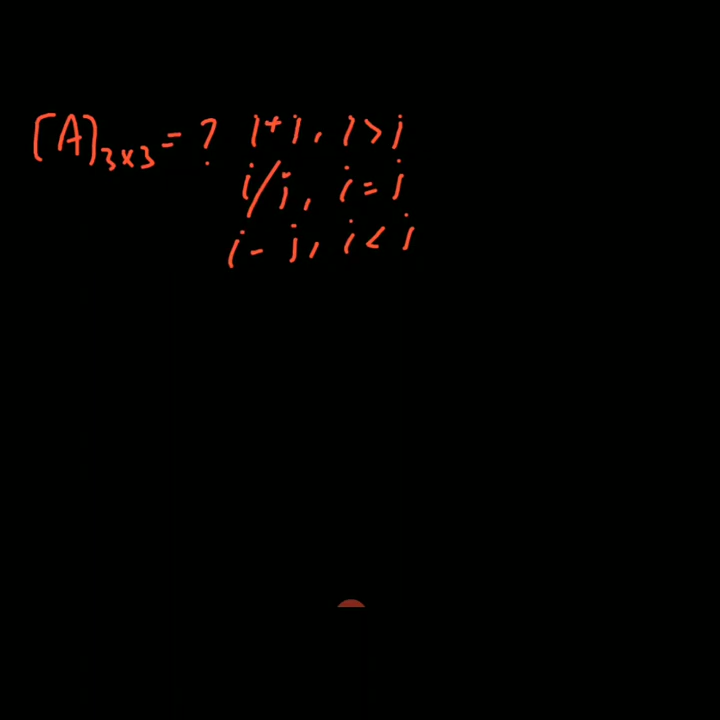 [A]3x3 = ? i+j, i>j
i/j, i=j
i-j, i<j